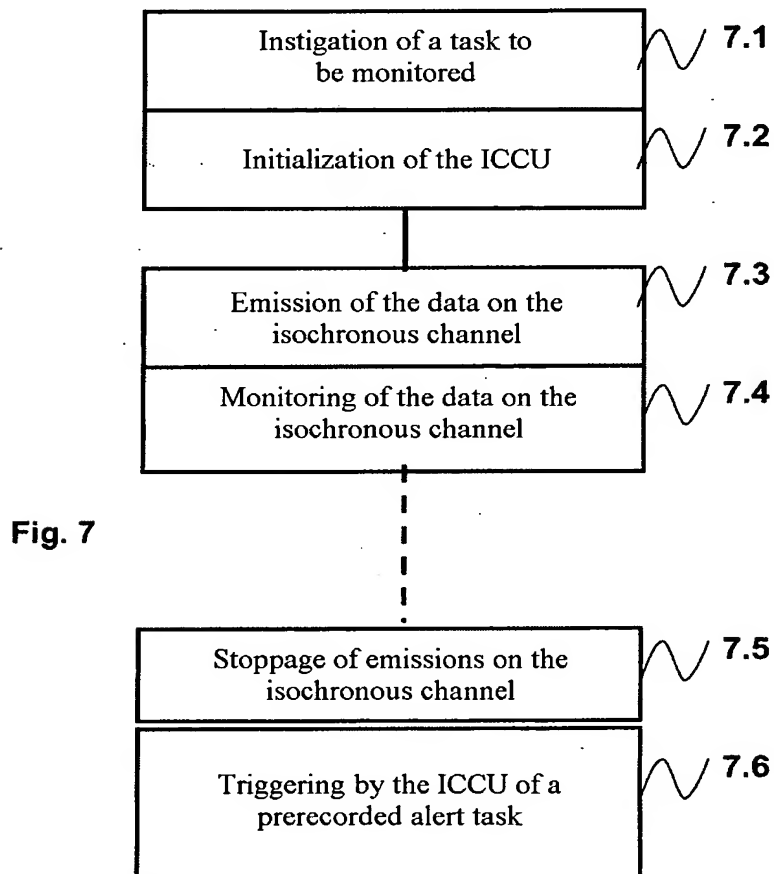 Instigation of a task to
be monitored
7.1
Initialization of the ICCU
7.2
Emission of the data on the
isochronous channel
7.3
Monitoring of the data on the
isochronous channel
7.4
Fig. 7
Stoppage of emissions on the
isochronous channel
7.5
Triggering by the ICCU of a
prerecorded alert task
7.6